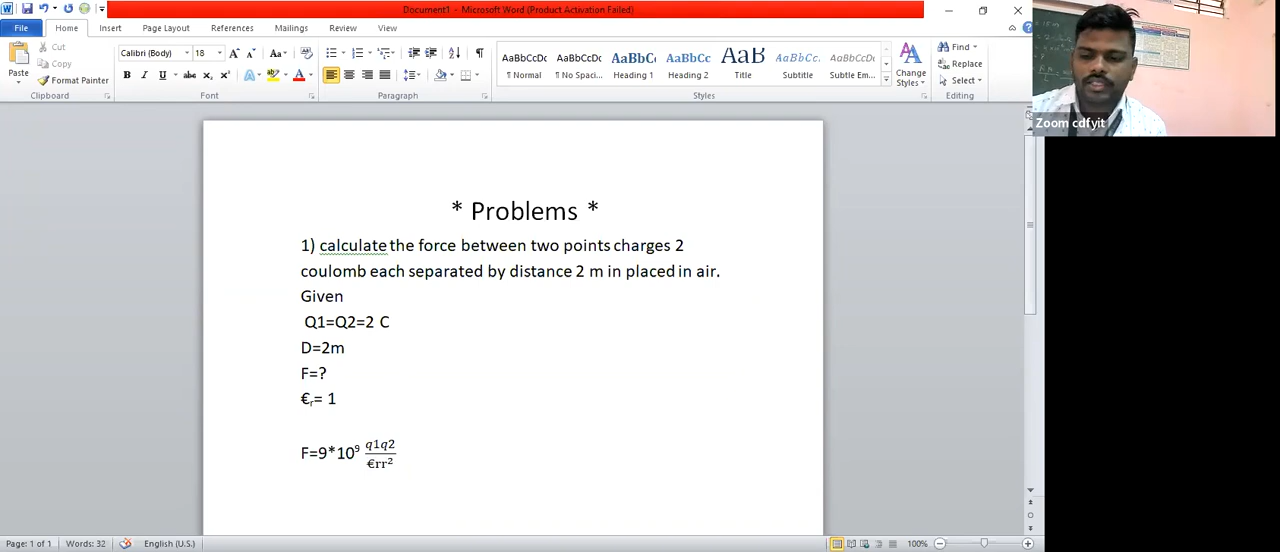 Document1 - Microsoft Word (Product Activation Failed)
File Home Insert Page Layout References Mailings Review View
Paste Cut Copy Format Painter Clipboard
Calibri (Body) 18 Font
Paragraph
AaBbCcDc ¶ Normal AaBbCcDc ¶ No Spaci... AaBbC Heading 1 AaBbCc Heading 2 AaB Title AaBbCc. Subtitle AaBbCcDc Subtle Em... Change Styles Styles
Find Replace Select Editing
Zoom cdfyit
* Problems *
1) calculate the force between two points charges 2
coulomb each separated by distance 2 m in placed in air.
Given
Q1=Q2=2 C
D=2m
F=?
€r= 1
F=9*10⁹ q1q2/€rr²
Page: 1 of 1 Words: 32 English (U.S.) 100%